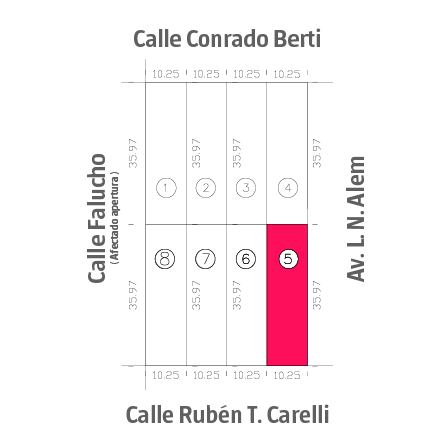 Calle Conrado Berti
10.25 10.25 10.25 10.25
35.97 35.97 35.97 35.97
1 2 3 4
Calle Falucho
(Afectado apertura)
Av. L. N. Alem
8 7 6 5
35.97 35.97 35.97 35.97
10.25 10.25 10.25 10.25
Calle Rubén T. Carelli